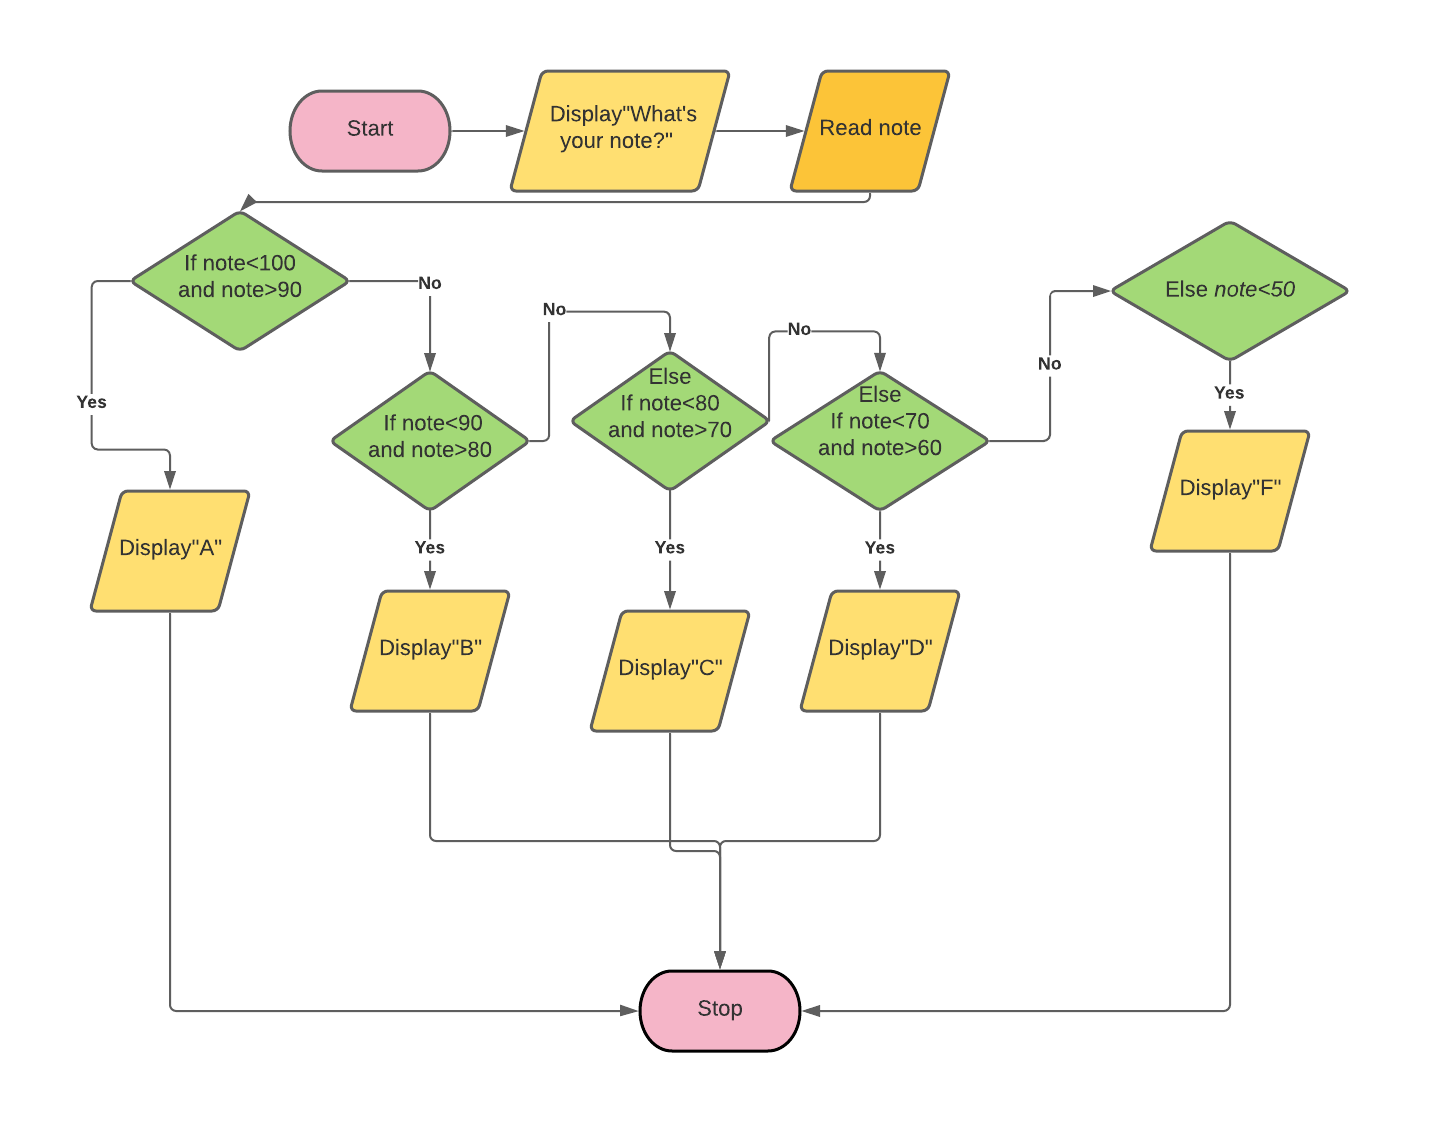 Start
Display"What's
your note?"
Read note
If note<100
and note>90
Else note<50
No
No
No
No
Else
If note<80
and note>70
Else
If note<70
and note>60
If note<90
and note>80
Yes
Yes
Display"F"
Yes
Yes
Yes
Display"A"
Display"B"
Display"C"
Display"D"
Stop